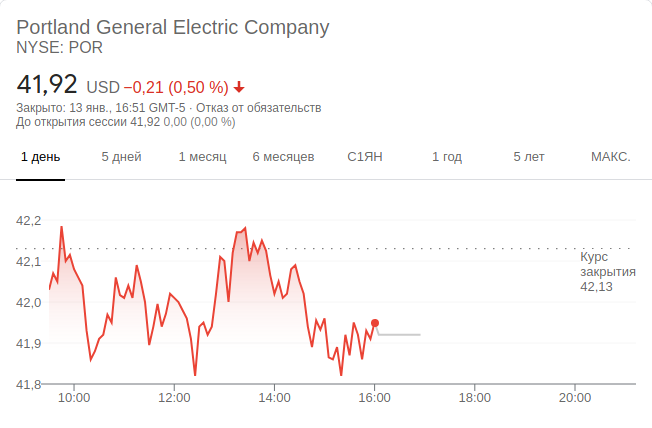 Portland General Electric Company
NYSE: POR
41,92 USD −0,21 (0,50 %)
Закрыто: 13 янв., 16:51 GMT-5 · Отказ от обязательств
До открытия сессии 41,92 0,00 (0,00 %)
1 день 5 дней 1 месяц 6 месяцев С1ЯН 1 год 5 лет МАКС.
42,2
42,1
42,0
41,9
41,8
Курс
закрытия
42,13
10:00 12:00 14:00 16:00 18:00 20:00